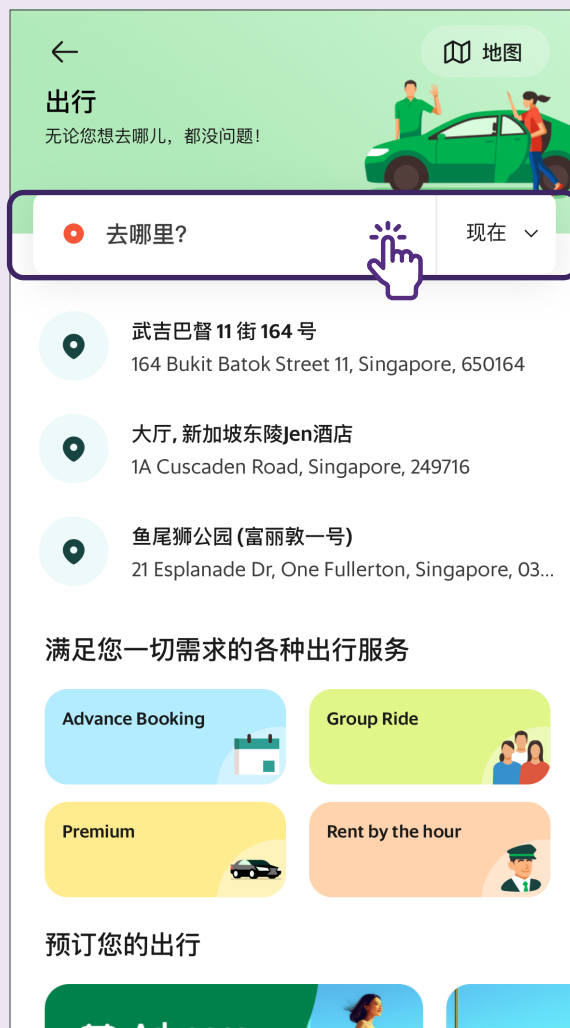 地图
出行
无论您想去哪儿，都没问题！
去哪里？
现在
武吉巴督 11 街 164 号
164 Bukit Batok Street 11, Singapore, 650164
大厅, 新加坡东陵Jen酒店
1A Cuscaden Road, Singapore, 249716
鱼尾狮公园 (富丽敦一号)
21 Esplanade Dr, One Fullerton, Singapore, 03...
满足您一切需求的各种出行服务
Advance Booking
Group Ride
Premium
Rent by the hour
预订您的出行